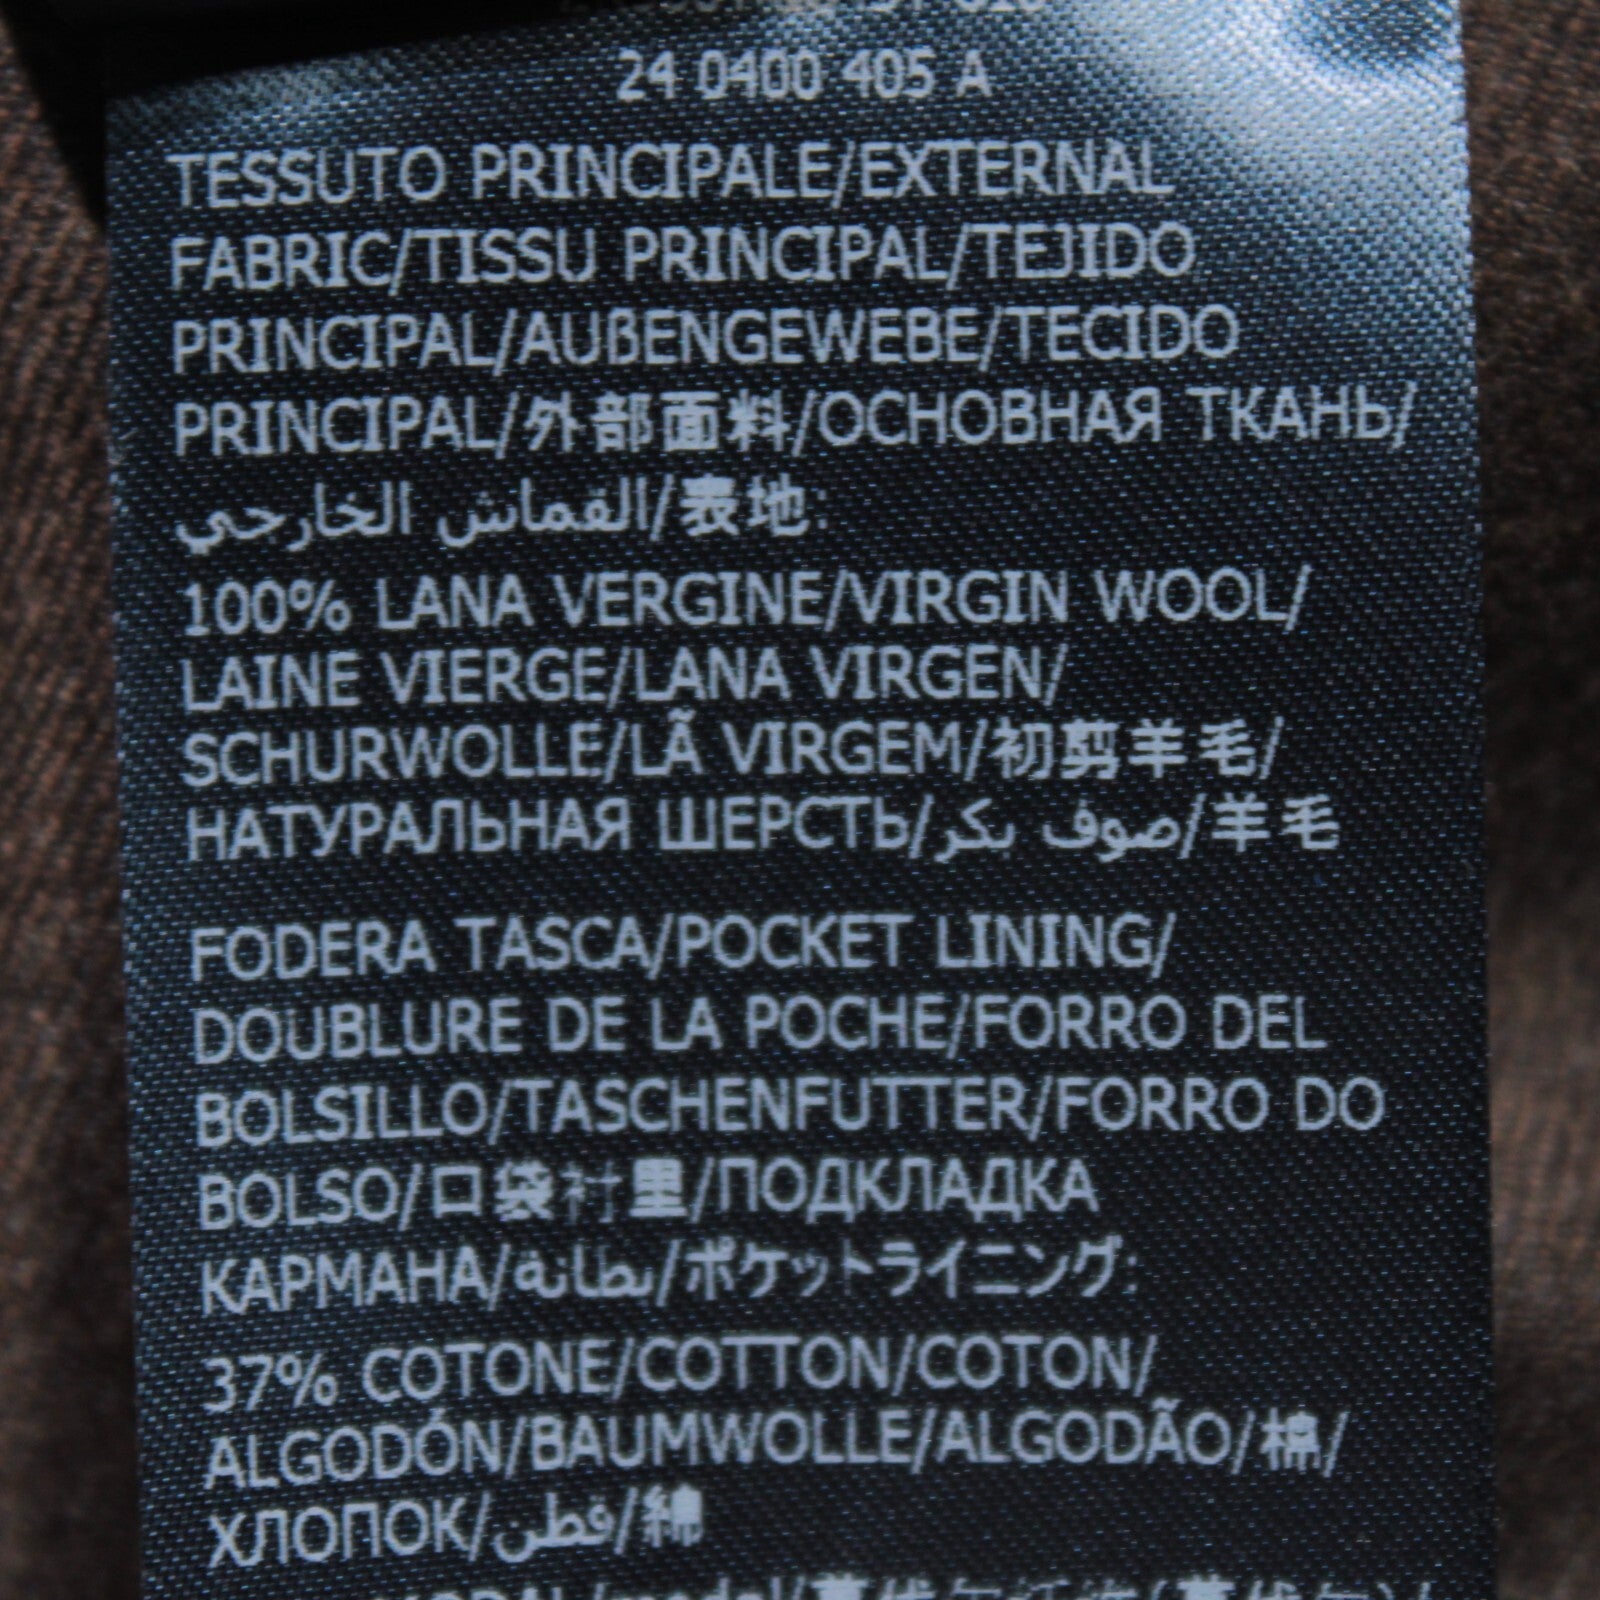 24 0400 405 A
TESSUTO PRINCIPALE/EXTERNAL
FABRIC/TISSU PRINCIPAL/TEJIDO
PRINCIPAL/AUßENGEWEBE/TECIDO
PRINCIPAL/外部面料/ОСНОВНАЯ ТКАНЬ/
القماش الخارجي/表地:
100% LANA VERGINE/VIRGIN WOOL/
LAINE VIERGE/LANA VIRGEN/
SCHURWOLLE/LÃ VIRGEM/初剪羊毛/
НАТУРАЛЬНАЯ ШЕРСТЬ/صوف بكر/羊毛
FODERA TASCA/POCKET LINING/
DOUBLURE DE LA POCHE/FORRO DEL
BOLSILLO/TASCHENFUTTER/FORRO DO
BOLSO/口袋衬里/ПОДКЛАДКА
КАРМАНА/بطانة/ポケットライニング:
37% COTONE/COTTON/COTON/
ALGODÓN/BAUMWOLLE/ALGODÃO/棉/
ХЛОПОК/قطن/綿